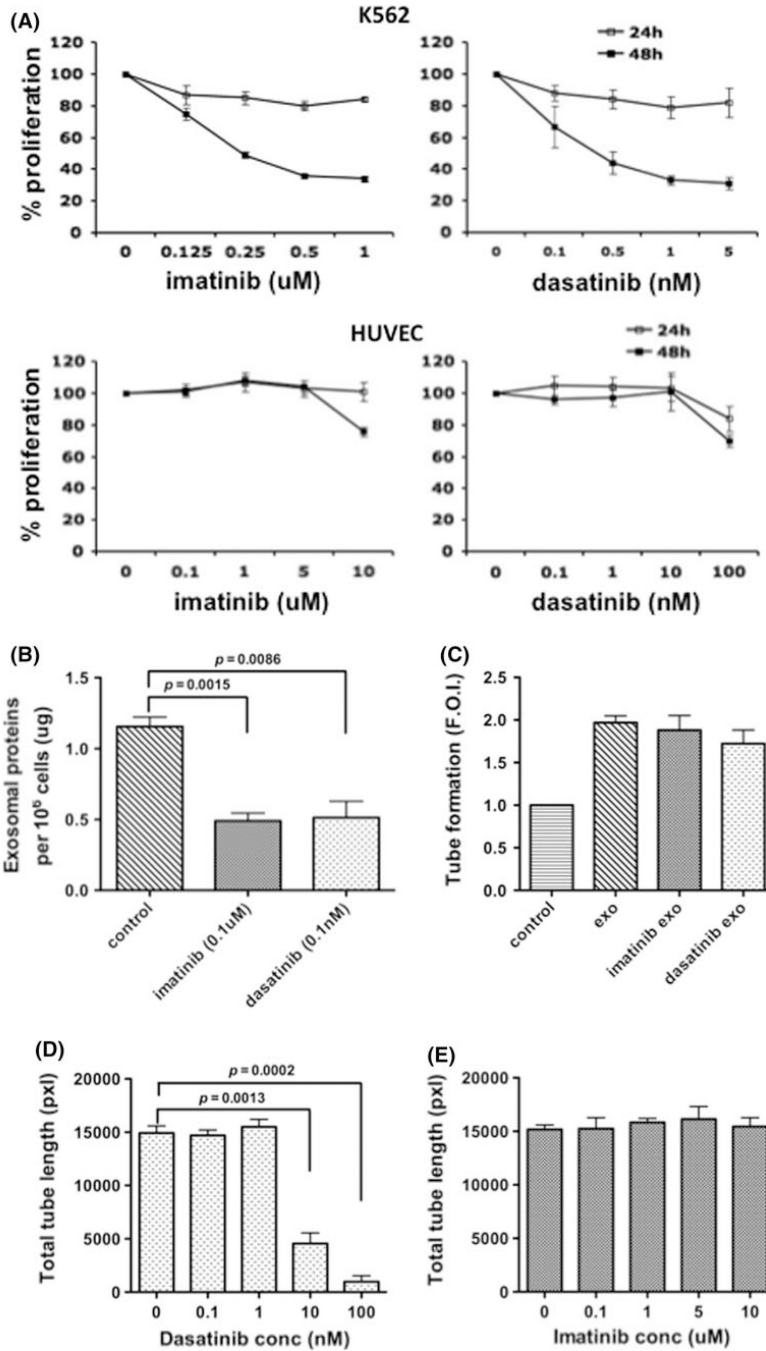 (A)
K562
24h
48h
% proliferation
120
100
80
60
40
20
0
0 0.125 0.25 0.5 1
imatinib (uM)
120
100
80
60
40
20
0
0 0.1 0.5 1 5
dasatinib (nM)
HUVEC
24h
48h
% proliferation
120
100
80
60
40
20
0
0 0.1 1 5 10
imatinib (uM)
120
100
80
60
40
20
0
0 0.1 1 10 100
dasatinib (nM)
(B)
p = 0.0086
p = 0.0015
Exosomal proteins
per 10⁶ cells (ug)
1.5
1.0
0.5
0.0
control
imatinib (0.1uM)
dasatinib (0.1nM)
(C)
Tube formation (F.O.I.)
2.5
2.0
1.5
1.0
0.5
0.0
control
exo
imatinib exo
dasatinib exo
(D)
p = 0.0002
p = 0.0013
Total tube length (pxl)
20000
15000
10000
5000
0
0 0.1 1 10 100
Dasatinib conc (nM)
(E)
Total tube length (pxl)
20000
15000
10000
5000
0
0 0.1 1 5 10
Imatinib conc (uM)